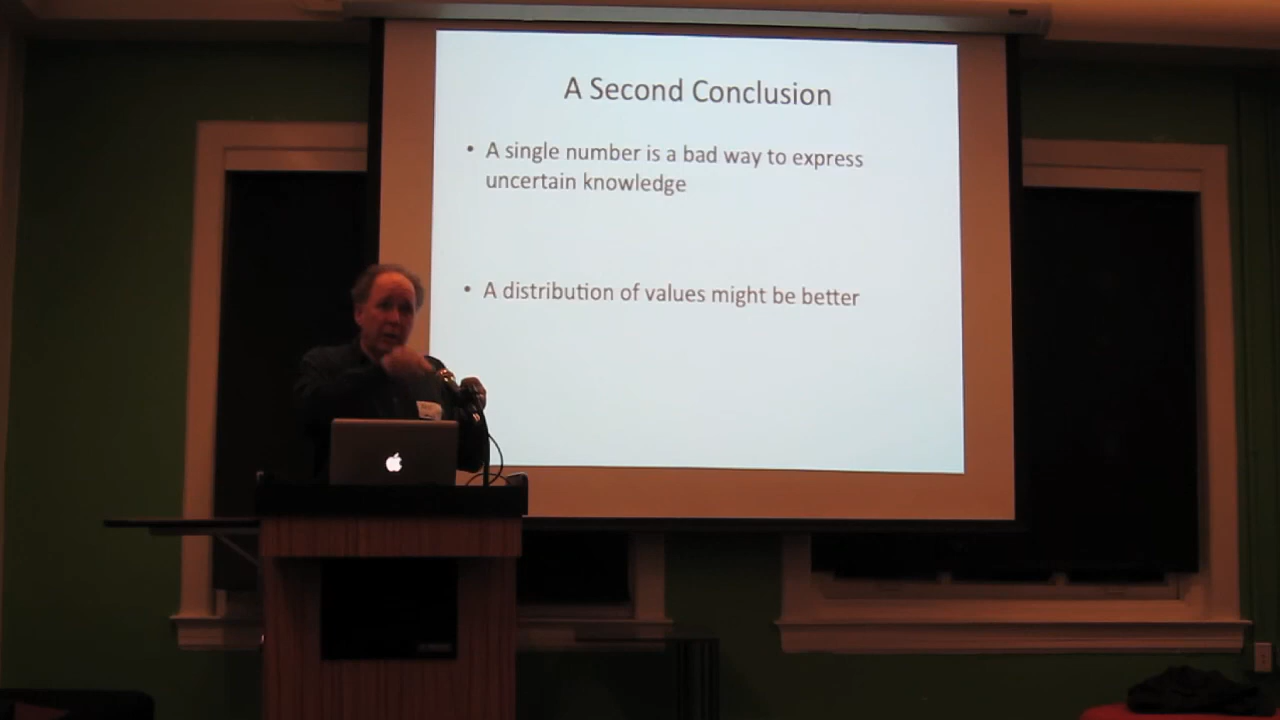 A Second Conclusion
• A single number is a bad way to express
uncertain knowledge
• A distribution of values might be better